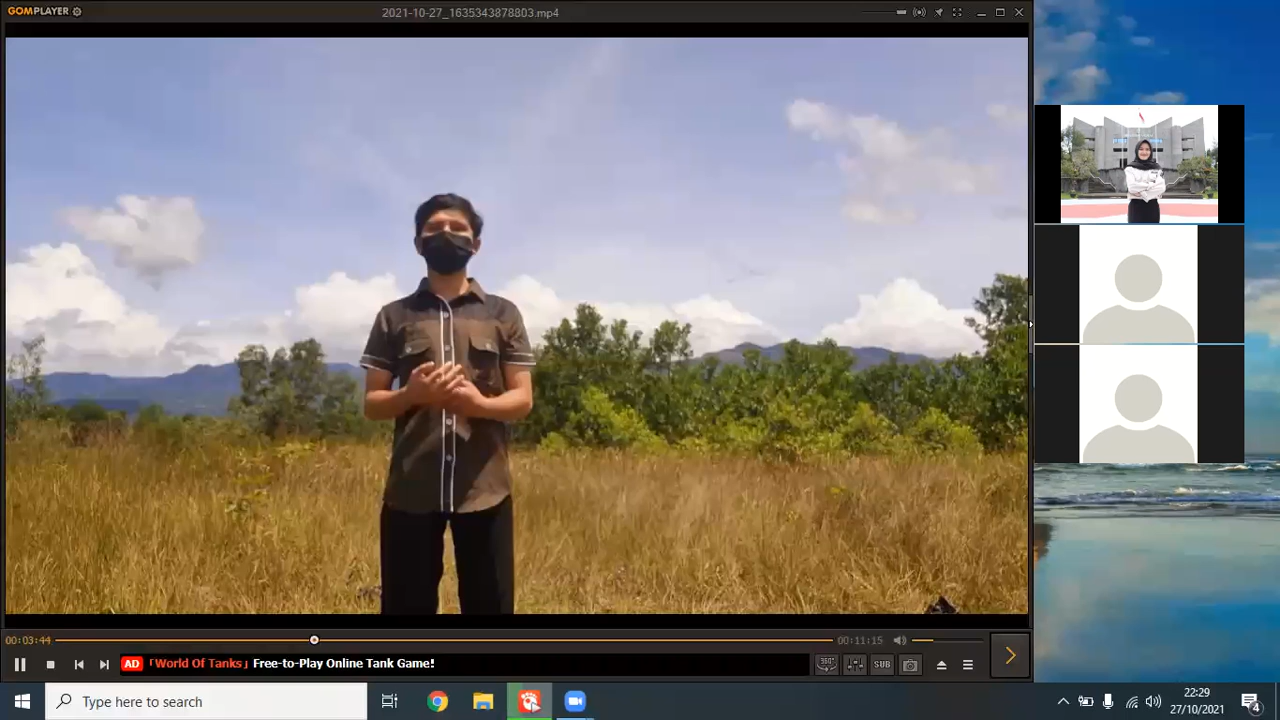 GOMPLAYER
2021-10-27_1635343878803.mp4
00:03:44
00:11:15
AD 「World Of Tanks」 Free-to-Play Online Tank Game!
360°
SUB
Type here to search
22:29
27/10/2021
4